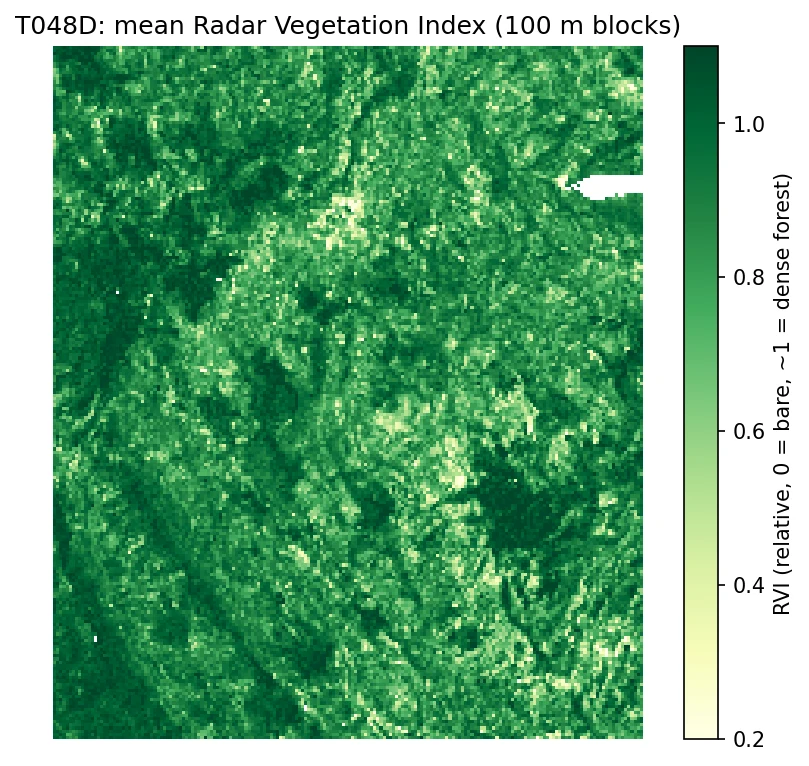 T048D: mean Radar Vegetation Index (100 m blocks)
1.0
0.8
0.6
0.4
0.2
RVI (relative, 0 = bare, ~1 = dense forest)